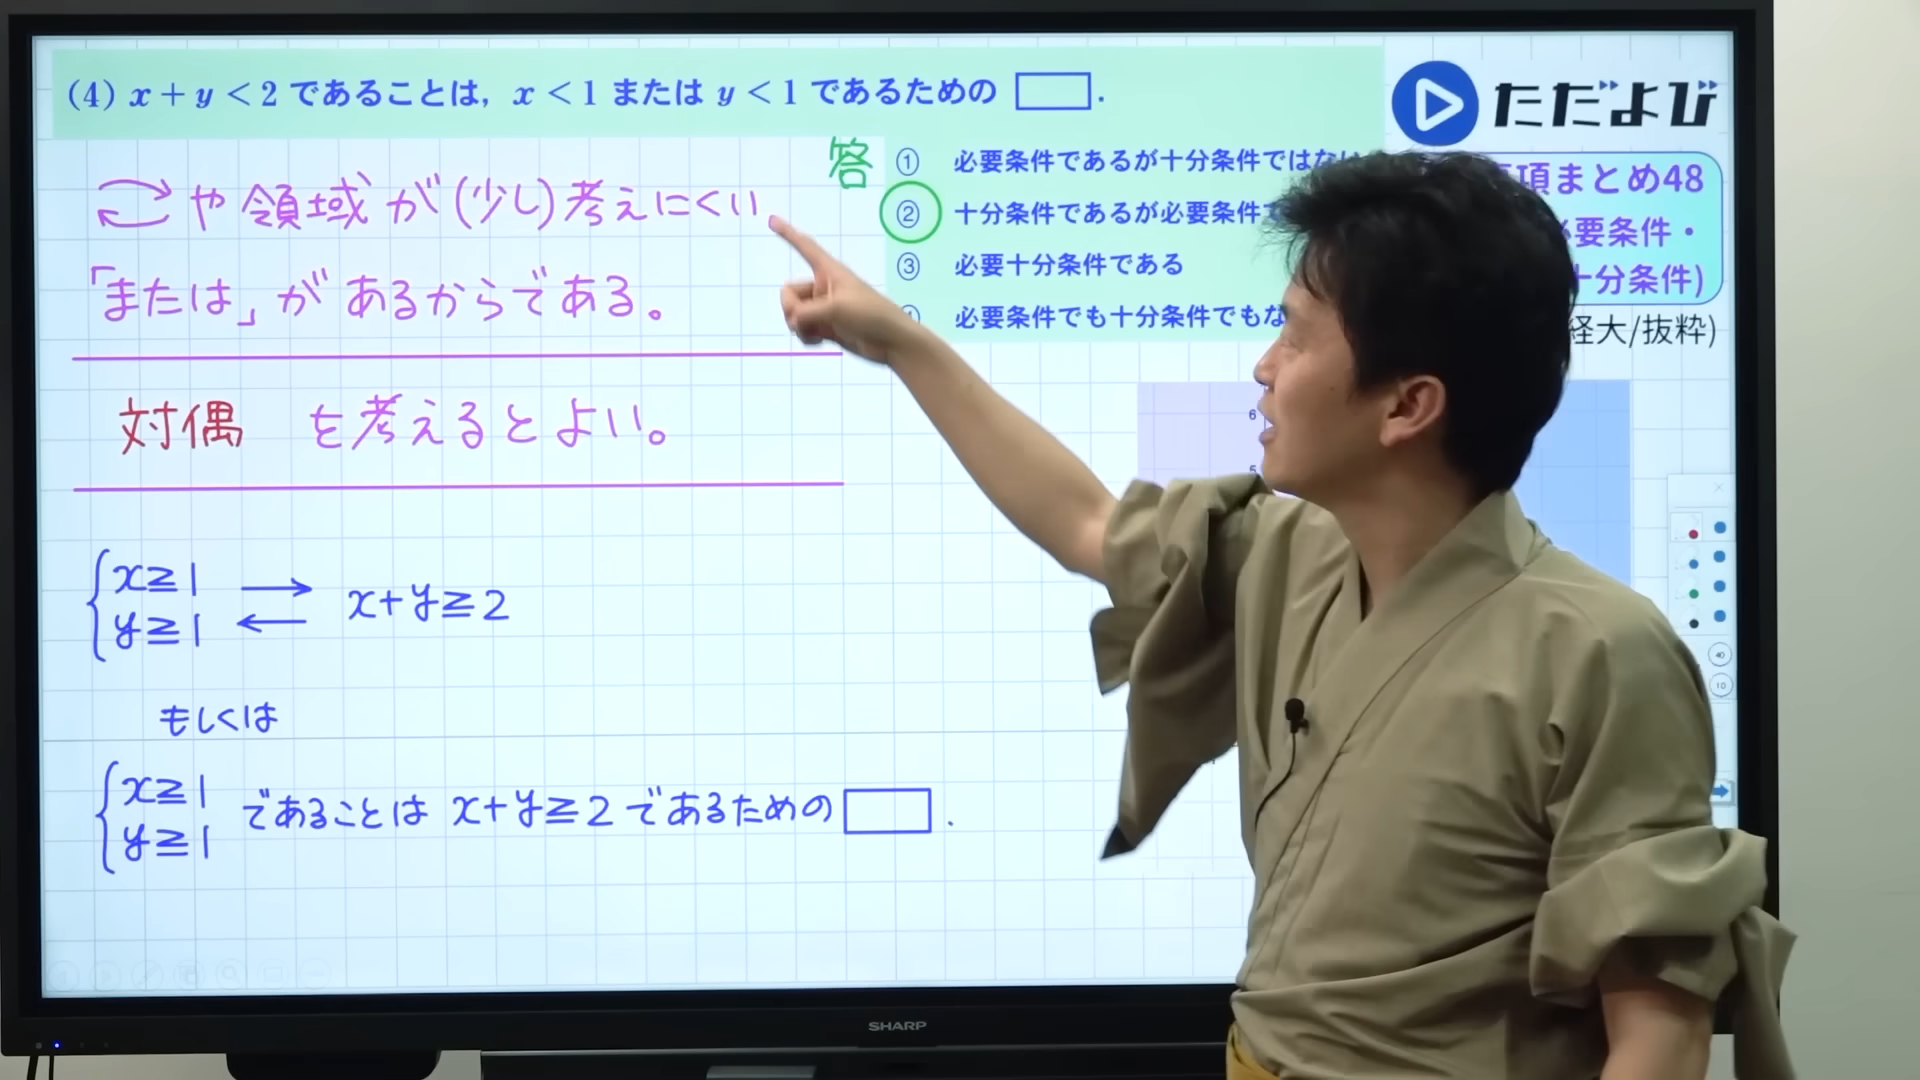 (4) x + y < 2 であることは, x < 1 または y < 1 であるための □.
ただよび
答
① 必要条件であるが十分条件ではな
② 十分条件であるが必要条件
③ 必要十分条件である
必要条件でも十分条件でもな
項まとめ48
必要条件・
十分条件)
経大/抜粋)
や領域が(少し)考えにくい
「または」があるからである。
対偶を考えるとよい。
6
5
{x≧1 y≧1 → ← x+y≧2
もしくは
{x≧1 y≧1 であることは x+y≧2 であるための □.
40
10
SHARP